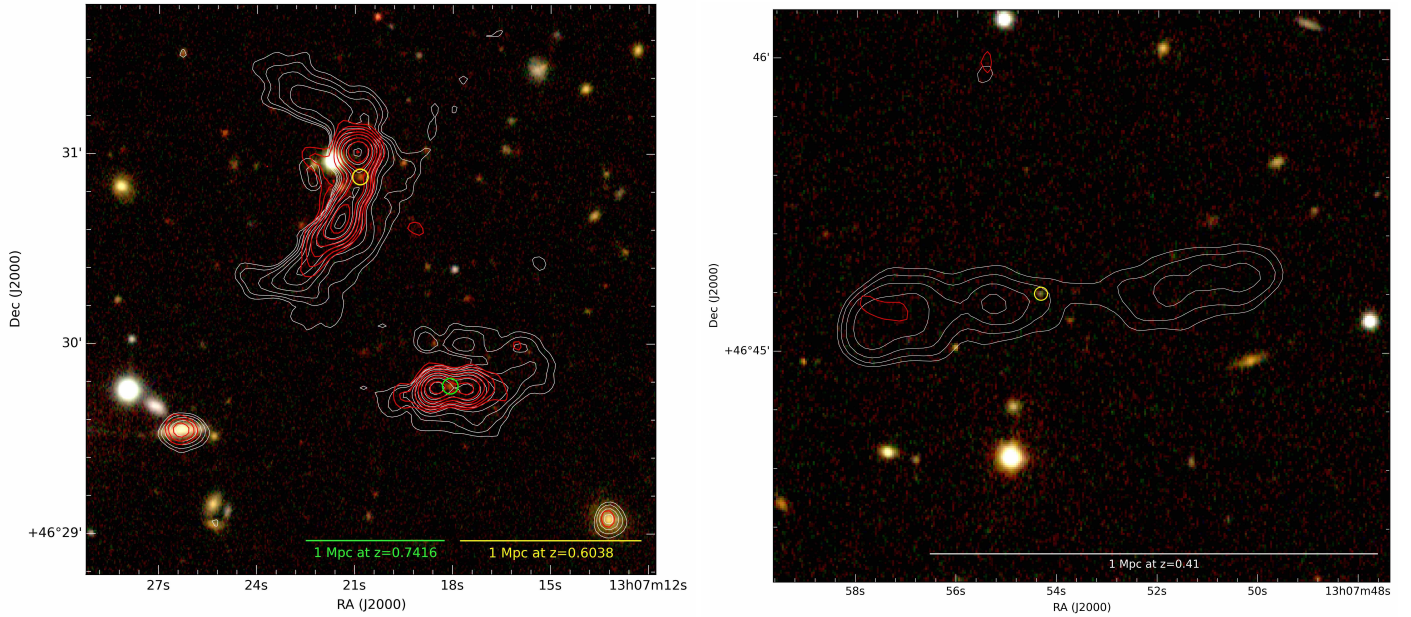 31'
30'
+46°29'
Dec (J2000)
1 Mpc at z=0.7416
1 Mpc at z=0.6038
27s 24s 21s 18s 15s 13h07m12s
RA (J2000)
46'
+46°45'
Dec (J2000)
1 Mpc at z=0.41
58s 56s 54s 52s 50s 13h07m48s
RA (J2000)